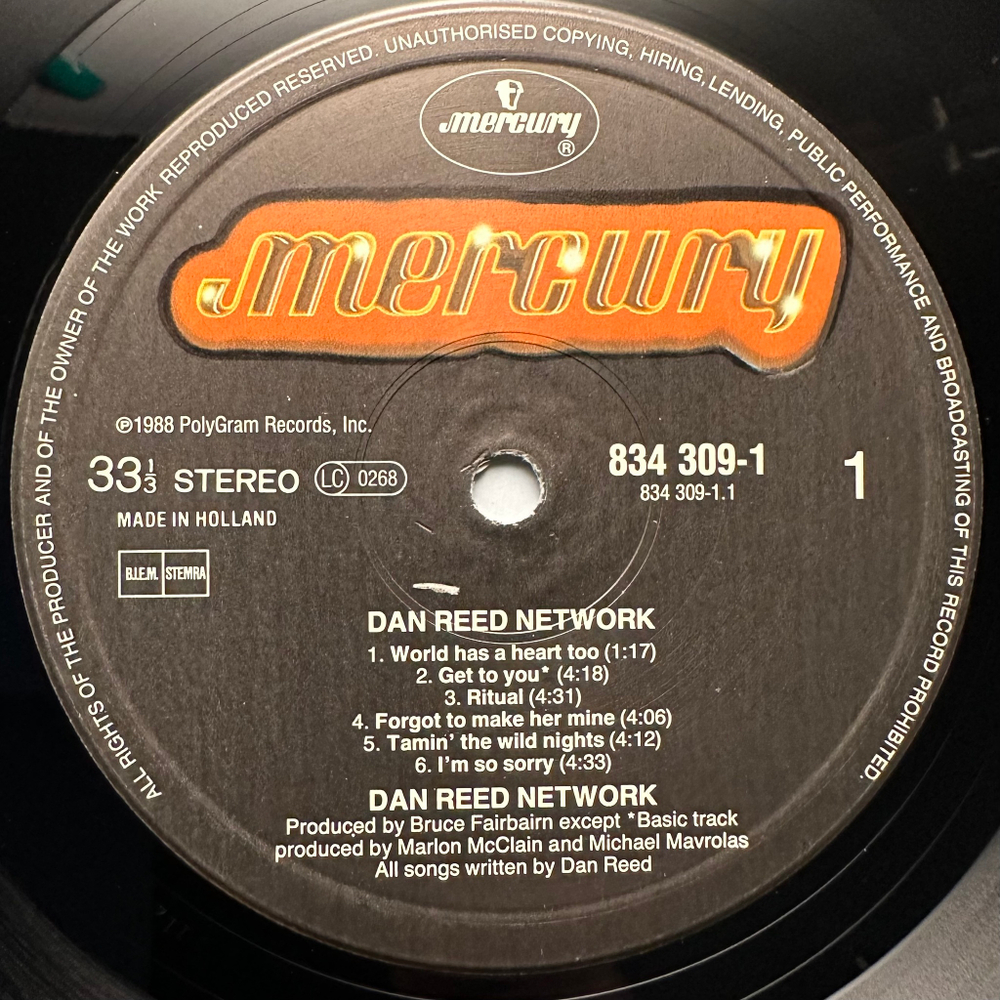 ALL RIGHTS OF THE PRODUCER AND OF THE OWNER OF THE WORK REPRODUCED RESERVED. UNAUTHORISED COPYING, HIRING, LENDING, PUBLIC PERFORMANCE AND BROADCASTING OF THIS RECORD PROHIBITED.
mercury
®
mercury
℗1988 PolyGram Records, Inc.
33⅓ STEREO LC 0268
MADE IN HOLLAND
B.I.E.M. STEMRA
834 309-1
834 309-1.1
1
DAN REED NETWORK
1. World has a heart too (1:17)
2. Get to you* (4:18)
3. Ritual (4:31)
4. Forgot to make her mine (4:06)
5. Tamin' the wild nights (4:12)
6. I'm so sorry (4:33)
DAN REED NETWORK
Produced by Bruce Fairbairn except *Basic track
produced by Marlon McClain and Michael Mavrolas
All songs written by Dan Reed